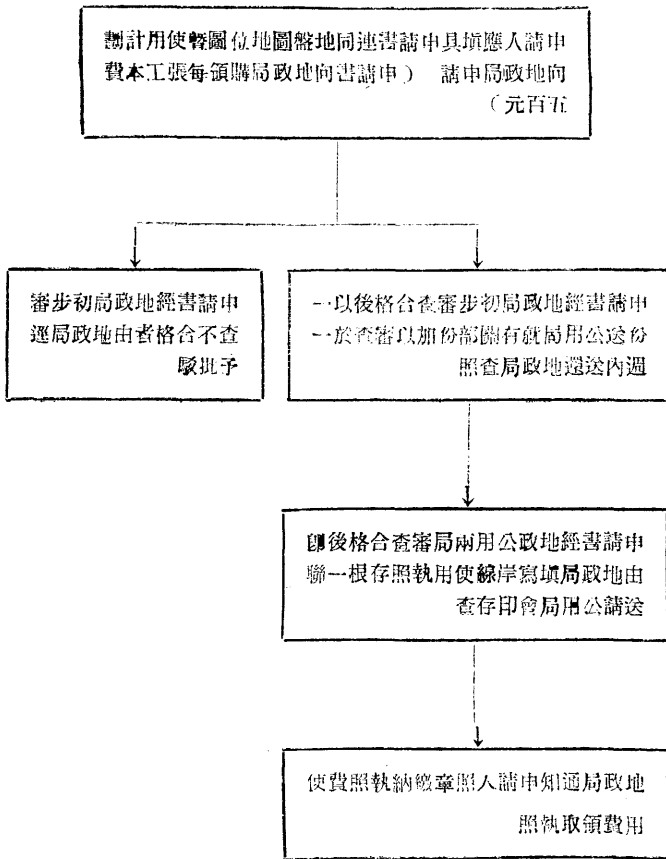 申請人應填具申請書連同地盤圖地位圖暨使用計劃
向地政局申請（申請書向地政局購領每張工本費
五百元）
申請書經地政局初步審查合格後以一
份送公用局就有關部份加以審查於一
週內送還地政局查照
申請書經地政局初步審
查不合格者由地政局逕
予批駁
申請書經地政公用兩局審查合格後即
由地政局填寫岸線使用執照存根一聯
送請公用局會印存查
地政局通知申請人照章繳納執照費使
用費領取執照